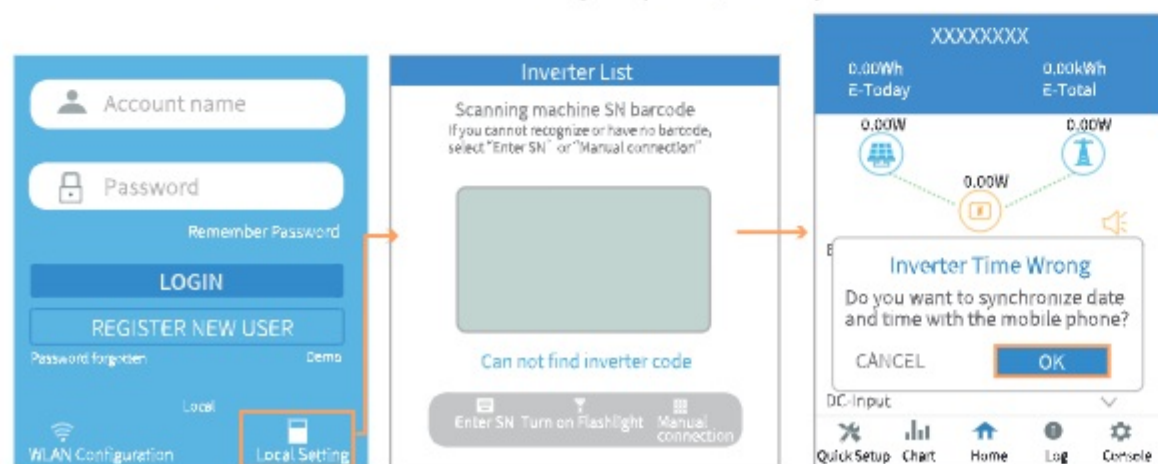 Account name
Password
Remember Password
LOGIN
REGISTER NEW USER
Password forgotten
Demo
Local
WLAN Configuration
Local Setting
Inverter List
Scanning machine SN barcode
If you cannot recognize or have no barcode,
select "Enter SN" or "Manual connection"
Can not find inverter code
Enter SN
Turn on Flashlight
Manual
connection
XXXXXXXX
0.00Wh
0.00kWh
E-Today
E-Total
0.00W
0.00W
0.00W
Inverter Time Wrong
Do you want to synchronize date
and time with the mobile phone?
CANCEL
OK
DC-Input
Quick Setup
Chart
Home
Log
Console